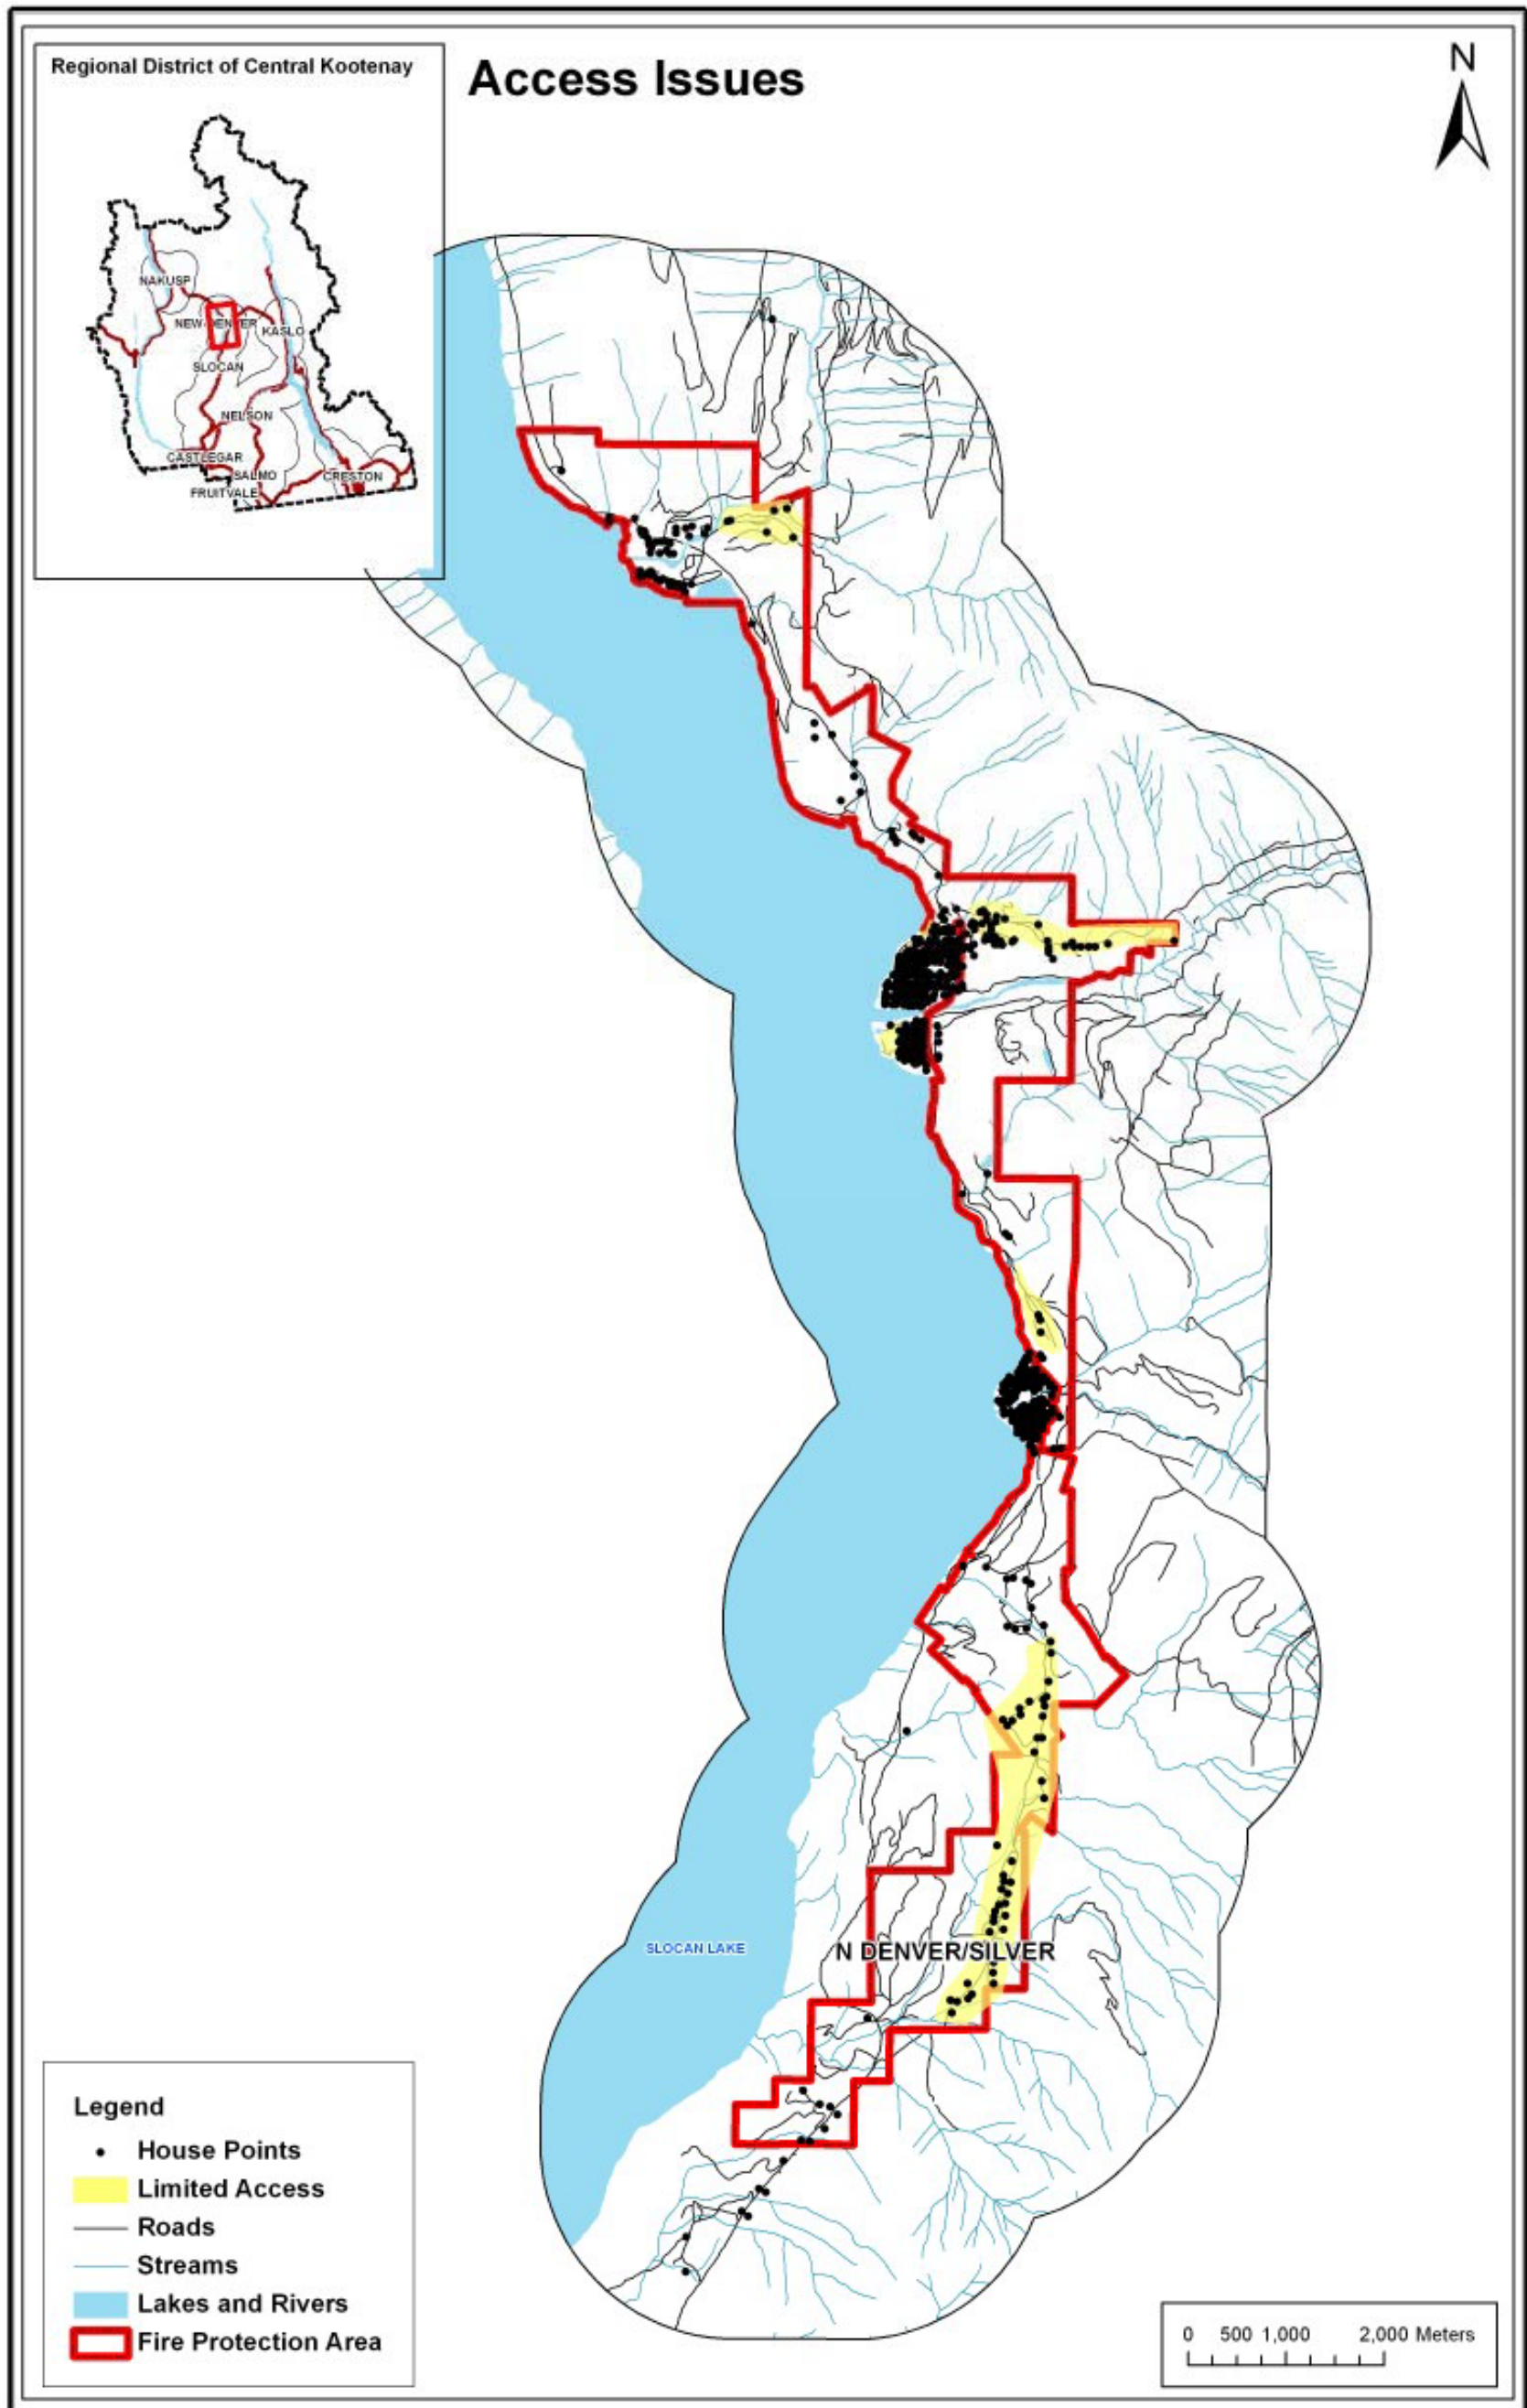 Regional District of Central Kootenay
Access Issues
N
NAKUSP
NEW DENVER
KASLO
SLOCAN
NELSON
CASTLEGAR
SALMO
CRESTON
FRUITVALE
SLOCAN LAKE
N DENVER/SILVER
Legend
House Points
Limited Access
Roads
Streams
Lakes and Rivers
Fire Protection Area
0 500 1,000 2,000 Meters